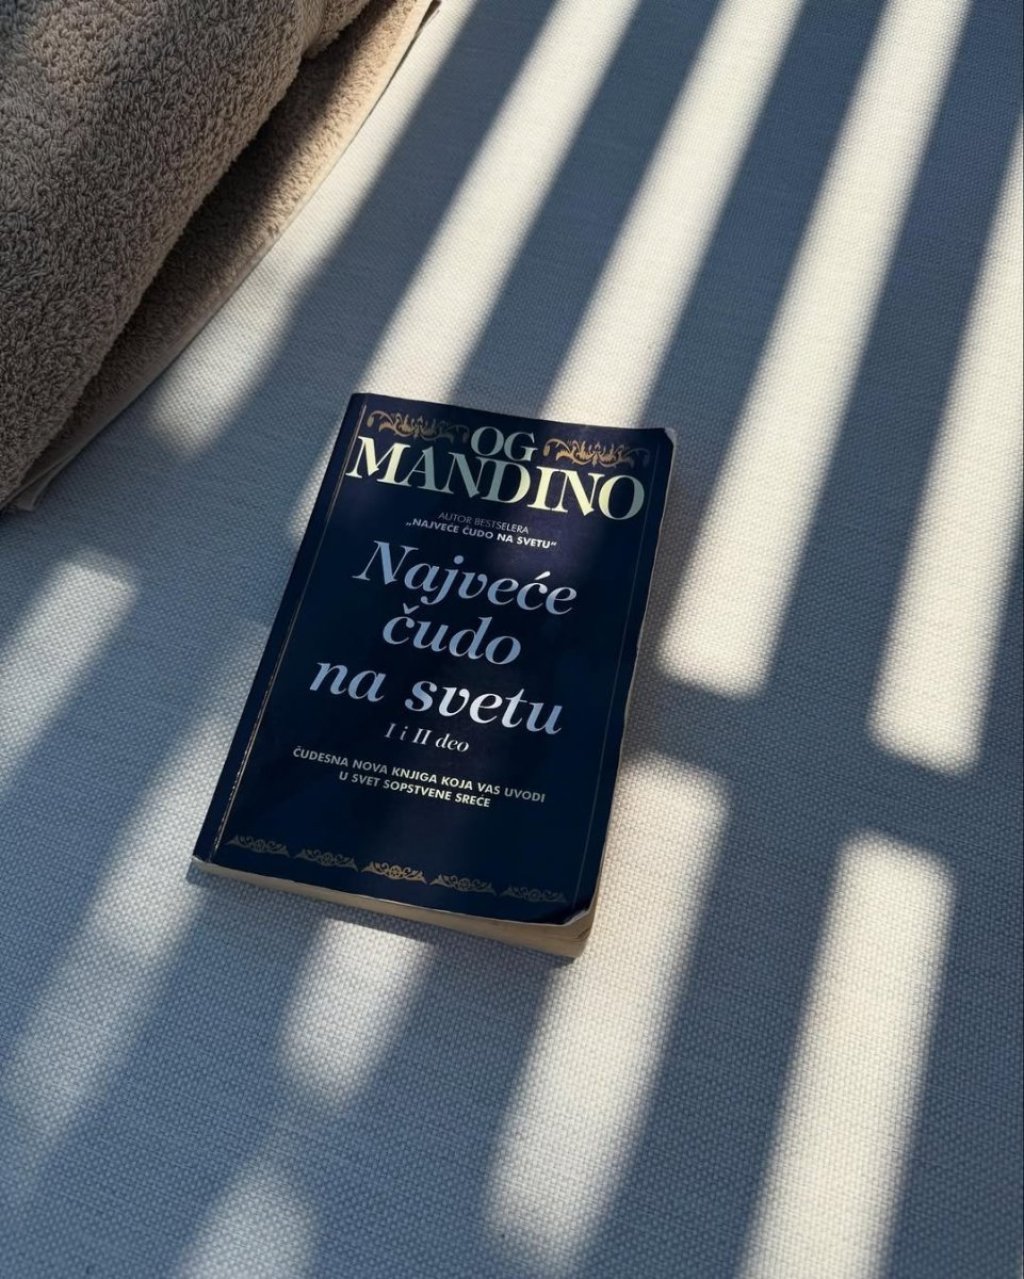 OG
MANDINO
AUTOR BESTSELERA
„NAJVEĆE ČUDO NA SVETU“
Najveće
čudo
na svetu
I i II deo
ČUDESNA NOVA KNJIGA KOJA VAS UVODI
U SVET SOPSTVENE SREĆE